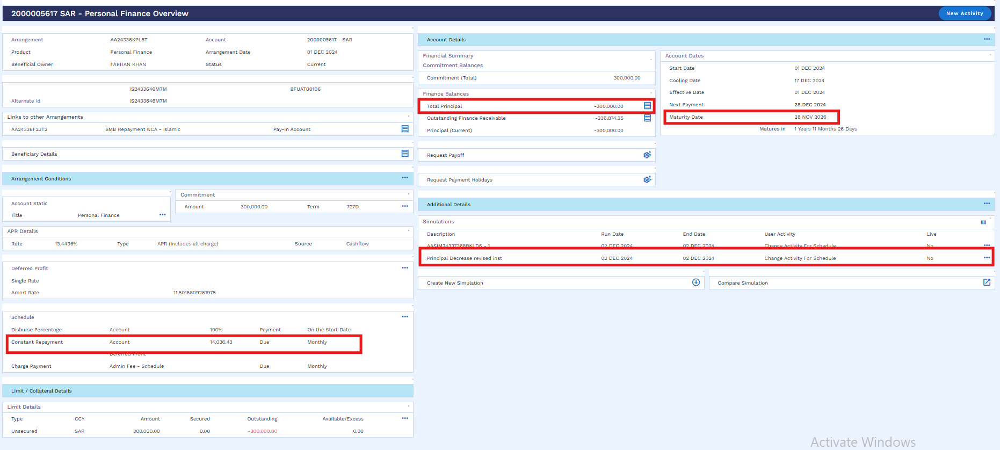 2000005617 SAR - Personal Finance Overview
New Activity
Arrangement AA24336KPL5T Account 2000005617 - SAR
Product Personal Finance Arrangement Date 01 DEC 2024
Beneficial Owner FARHAN KHAN Status Current
IS2433646M7M BFUAT00106
Alternate Id IS2433646M7M
Links to other Arrangements
AA24336F2JT2 SMB Repayment NCA - Islamic Pay-In Account
Beneficiary Details
Arrangement Conditions
Account Static
Title Personal Finance
Commitment
Amount 300,000.00 Term 727D
APR Details
Rate 13.4436% Type APR (Includes all charge) Source Cashflow
Deferred Profit
Single Rate
Amort Rate 11.5016809261975
Schedule
Disburse Percentage Account 100% Payment On the Start Date
Constant Repayment Account 14,036.43 Due Monthly
Deferred Profit
Charge Payment Admin Fee - Schedule Due Monthly
Limit / Collateral Details
Limit Details
Type CCY Amount Secured Outstanding Available/Excess
Unsecured SAR 300,000.00 0.00 -300,000.00 0.00
Account Details
Financial Summary
Commitment Balances
Commitment (Total) 300,000.00
Finance Balances
Total Principal -300,000.00
Outstanding Finance Receivable -336,874.35
Principal (Current) -300,000.00
Request Payoff
Request Payment Holidays
Account Dates
Start Date 01 DEC 2024
Cooling Date 17 DEC 2024
Effective Date 01 DEC 2024
Next Payment 28 DEC 2024
Maturity Date 28 NOV 2026
Matures in 1 Years 11 Months 26 Days
Additional Details
Simulations
Description Run Date End Date User Activity Live
AASIM24337368BKLD6 - 1 02 DEC 2024 02 DEC 2024 Change Activity For Schedule No
Principal Decrease revised inst 02 DEC 2024 02 DEC 2024 Change Activity For Schedule No
Create New Simulation
Compare Simulation
Activate Windows